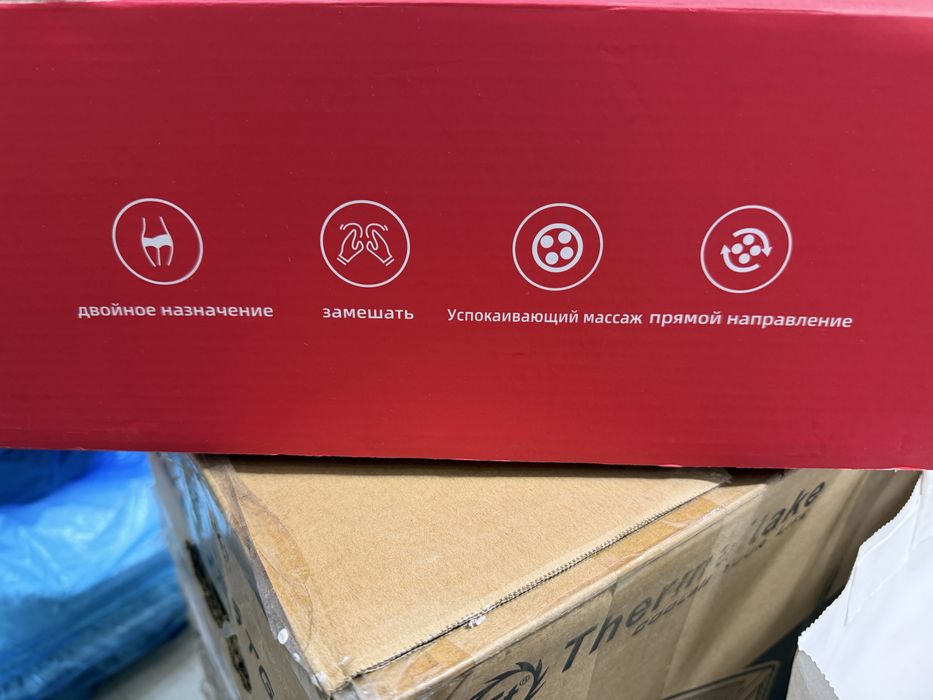 двойное назначение
замешать
Успокаивающий массаж
прямой направление